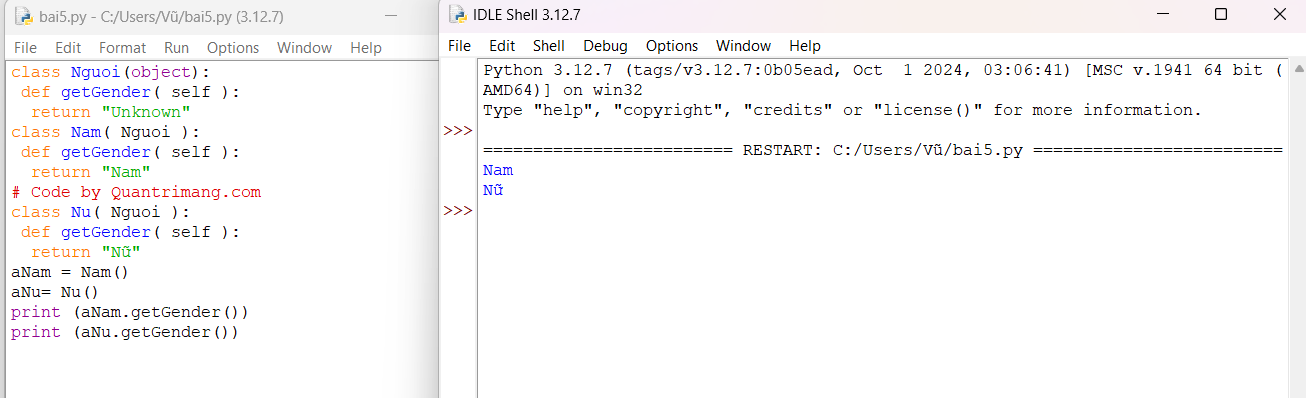 bai5.py - C:/Users/Vũ/bai5.py (3.12.7)
File Edit Format Run Options Window Help
class Nguoi(object):
 def getGender( self ):
  return "Unknown"
class Nam( Nguoi ):
 def getGender( self ):
  return "Nam"
# Code by Quantrimang.com
class Nu( Nguoi ):
 def getGender( self ):
  return "Nữ"
aNam = Nam()
aNu= Nu()
print (aNam.getGender())
print (aNu.getGender())
IDLE Shell 3.12.7
File Edit Shell Debug Options Window Help
Python 3.12.7 (tags/v3.12.7:0b05ead, Oct  1 2024, 03:06:41) [MSC v.1941 64 bit (
AMD64)] on win32
Type "help", "copyright", "credits" or "license()" for more information.
>>>
========================= RESTART: C:/Users/Vũ/bai5.py =========================
Nam
Nữ
>>>